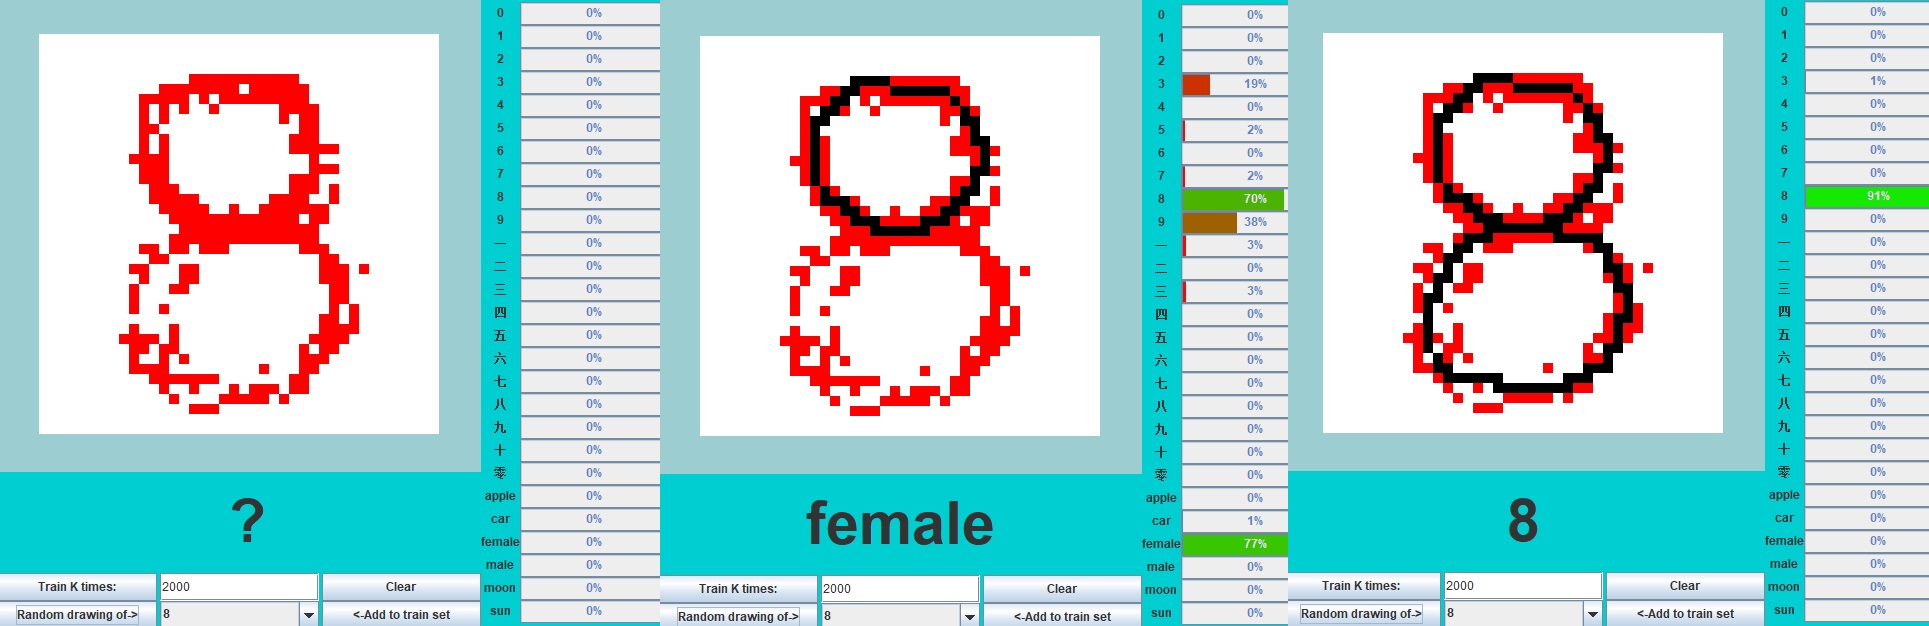 0 0%
1 0%
2 0%
3 0%
4 0%
5 0%
6 0%
7 0%
8 0%
9 0%
一 0%
二 0%
三 0%
四 0%
五 0%
六 0%
七 0%
八 0%
九 0%
十 0%
零 0%
apple 0%
car 0%
female 0%
male 0%
moon 0%
sun 0%
?
Train K times: 2000 Clear
Random drawing of-> 8 <-Add to train set
0 0%
1 0%
2 0%
3 19%
4 0%
5 2%
6 0%
7 2%
8 70%
9 38%
一 3%
二 0%
三 3%
四 0%
五 0%
六 0%
七 0%
八 0%
九 0%
十 0%
零 0%
apple 0%
car 1%
female 77%
male 0%
moon 0%
sun 0%
female
Train K times: 2000 Clear
Random drawing of-> 8 <-Add to train set
0 0%
1 0%
2 0%
3 1%
4 0%
5 0%
6 0%
7 0%
8 91%
9 0%
一 0%
二 0%
三 0%
四 0%
五 0%
六 0%
七 0%
八 0%
九 0%
十 0%
零 0%
apple 0%
car 0%
female 0%
male 0%
moon 0%
sun 0%
8
Train K times: 2000 Clear
Random drawing of-> 8 <-Add to train set